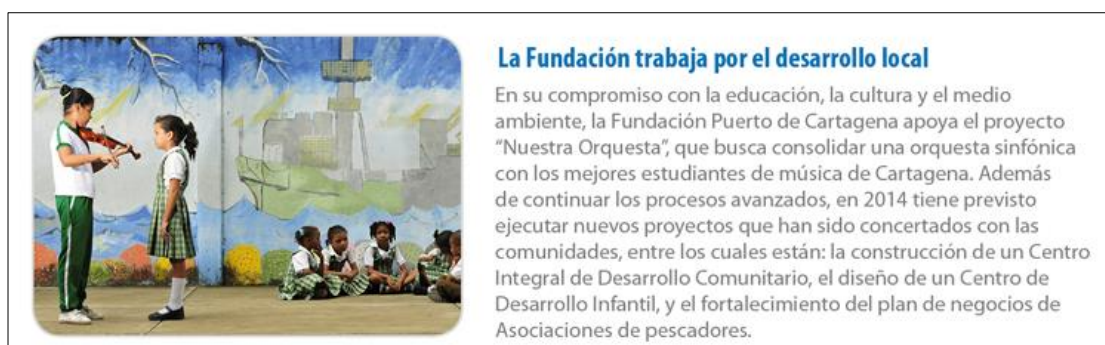 La Fundación trabaja por el desarrollo local
En su compromiso con la educación, la cultura y el medio
ambiente, la Fundación Puerto de Cartagena apoya el proyecto
“Nuestra Orquesta”, que busca consolidar una orquesta sinfónica
con los mejores estudiantes de música de Cartagena. Además
de continuar los procesos avanzados, en 2014 tiene previsto
ejecutar nuevos proyectos que han sido concertados con las
comunidades, entre los cuales están: la construcción de un Centro
Integral de Desarrollo Comunitario, el diseño de un Centro de
Desarrollo Infantil, y el fortalecimiento del plan de negocios de
Asociaciones de pescadores.